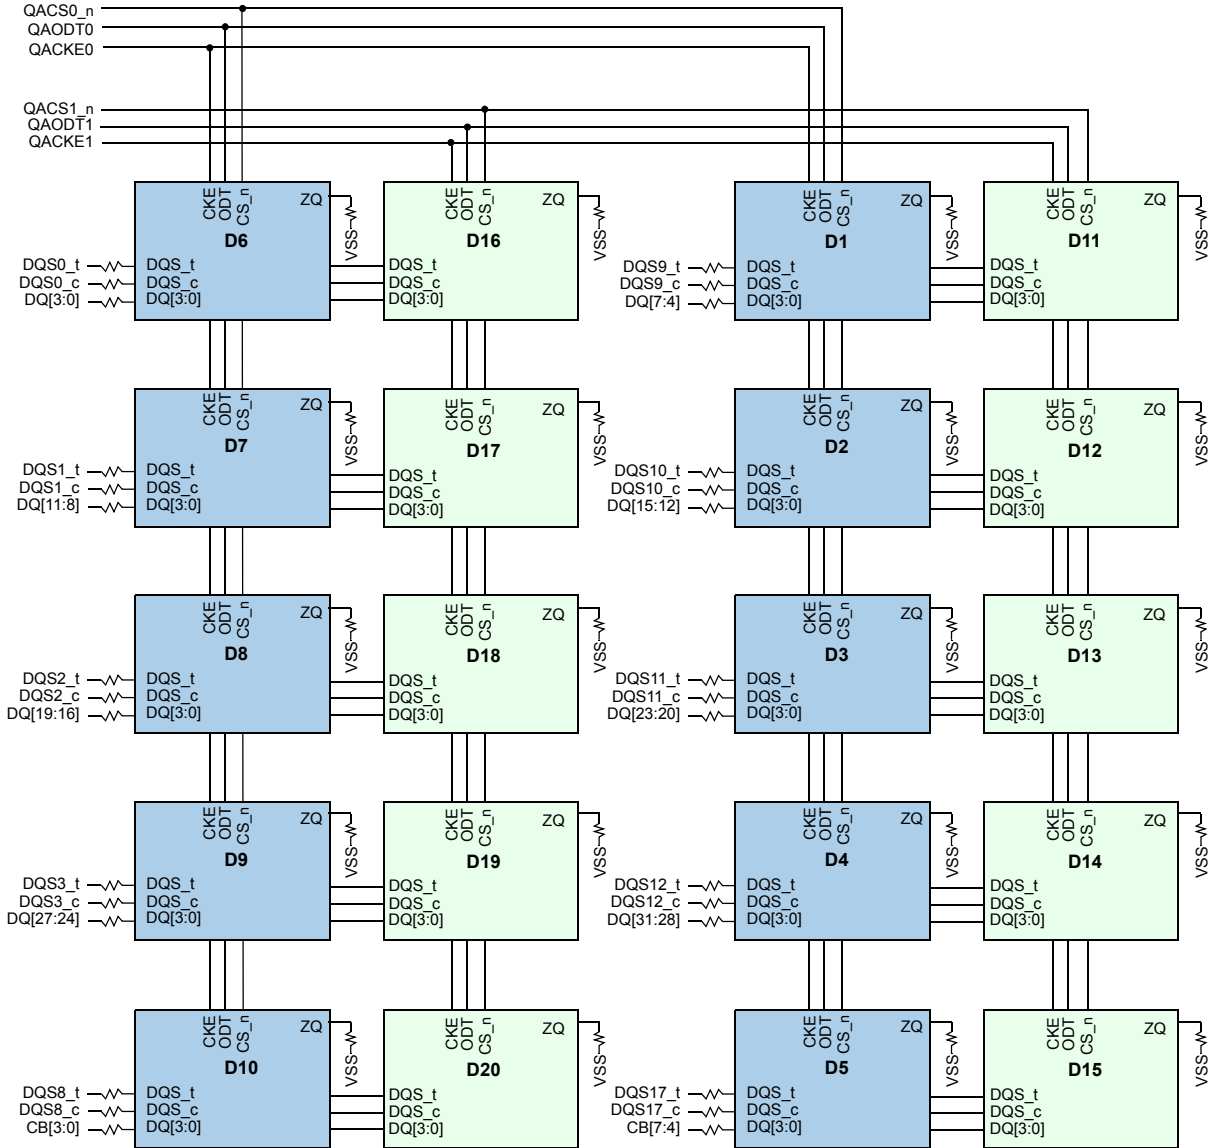 QACS0_n
QAODT0
QACKE0
QACS1_n
QAODT1
QACKE1
CKE
ODT
CS_n
ZQ
VSS
D6
DQS0_t
DQS0_c
DQ[3:0]
DQS_t
DQS_c
DQ[3:0]
CKE
ODT
CS_n
ZQ
VSS
D16
DQS_t
DQS_c
DQ[3:0]
CKE
ODT
CS_n
ZQ
VSS
D1
DQS9_t
DQS9_c
DQ[7:4]
DQS_t
DQS_c
DQ[3:0]
CKE
ODT
CS_n
ZQ
VSS
D11
DQS_t
DQS_c
DQ[3:0]
CKE
ODT
CS_n
ZQ
VSS
D7
DQS1_t
DQS1_c
DQ[11:8]
DQS_t
DQS_c
DQ[3:0]
CKE
ODT
CS_n
ZQ
VSS
D17
DQS_t
DQS_c
DQ[3:0]
CKE
ODT
CS_n
ZQ
VSS
D2
DQS10_t
DQS10_c
DQ[15:12]
DQS_t
DQS_c
DQ[3:0]
CKE
ODT
CS_n
ZQ
VSS
D12
DQS_t
DQS_c
DQ[3:0]
CKE
ODT
CS_n
ZQ
VSS
D8
DQS2_t
DQS2_c
DQ[19:16]
DQS_t
DQS_c
DQ[3:0]
CKE
ODT
CS_n
ZQ
VSS
D18
DQS_t
DQS_c
DQ[3:0]
CKE
ODT
CS_n
ZQ
VSS
D3
DQS11_t
DQS11_c
DQ[23:20]
DQS_t
DQS_c
DQ[3:0]
CKE
ODT
CS_n
ZQ
VSS
D13
DQS_t
DQS_c
DQ[3:0]
CKE
ODT
CS_n
ZQ
VSS
D9
DQS3_t
DQS3_c
DQ[27:24]
DQS_t
DQS_c
DQ[3:0]
CKE
ODT
CS_n
ZQ
VSS
D19
DQS_t
DQS_c
DQ[3:0]
CKE
ODT
CS_n
ZQ
VSS
D4
DQS12_t
DQS12_c
DQ[31:28]
DQS_t
DQS_c
DQ[3:0]
CKE
ODT
CS_n
ZQ
VSS
D14
DQS_t
DQS_c
DQ[3:0]
CKE
ODT
CS_n
ZQ
VSS
D10
DQS8_t
DQS8_c
CB[3:0]
DQS_t
DQS_c
DQ[3:0]
CKE
ODT
CS_n
ZQ
VSS
D20
DQS_t
DQS_c
DQ[3:0]
CKE
ODT
CS_n
ZQ
VSS
D5
DQS17_t
DQS17_c
CB[7:4]
DQS_t
DQS_c
DQ[3:0]
CKE
ODT
CS_n
ZQ
VSS
D15
DQS_t
DQS_c
DQ[3:0]